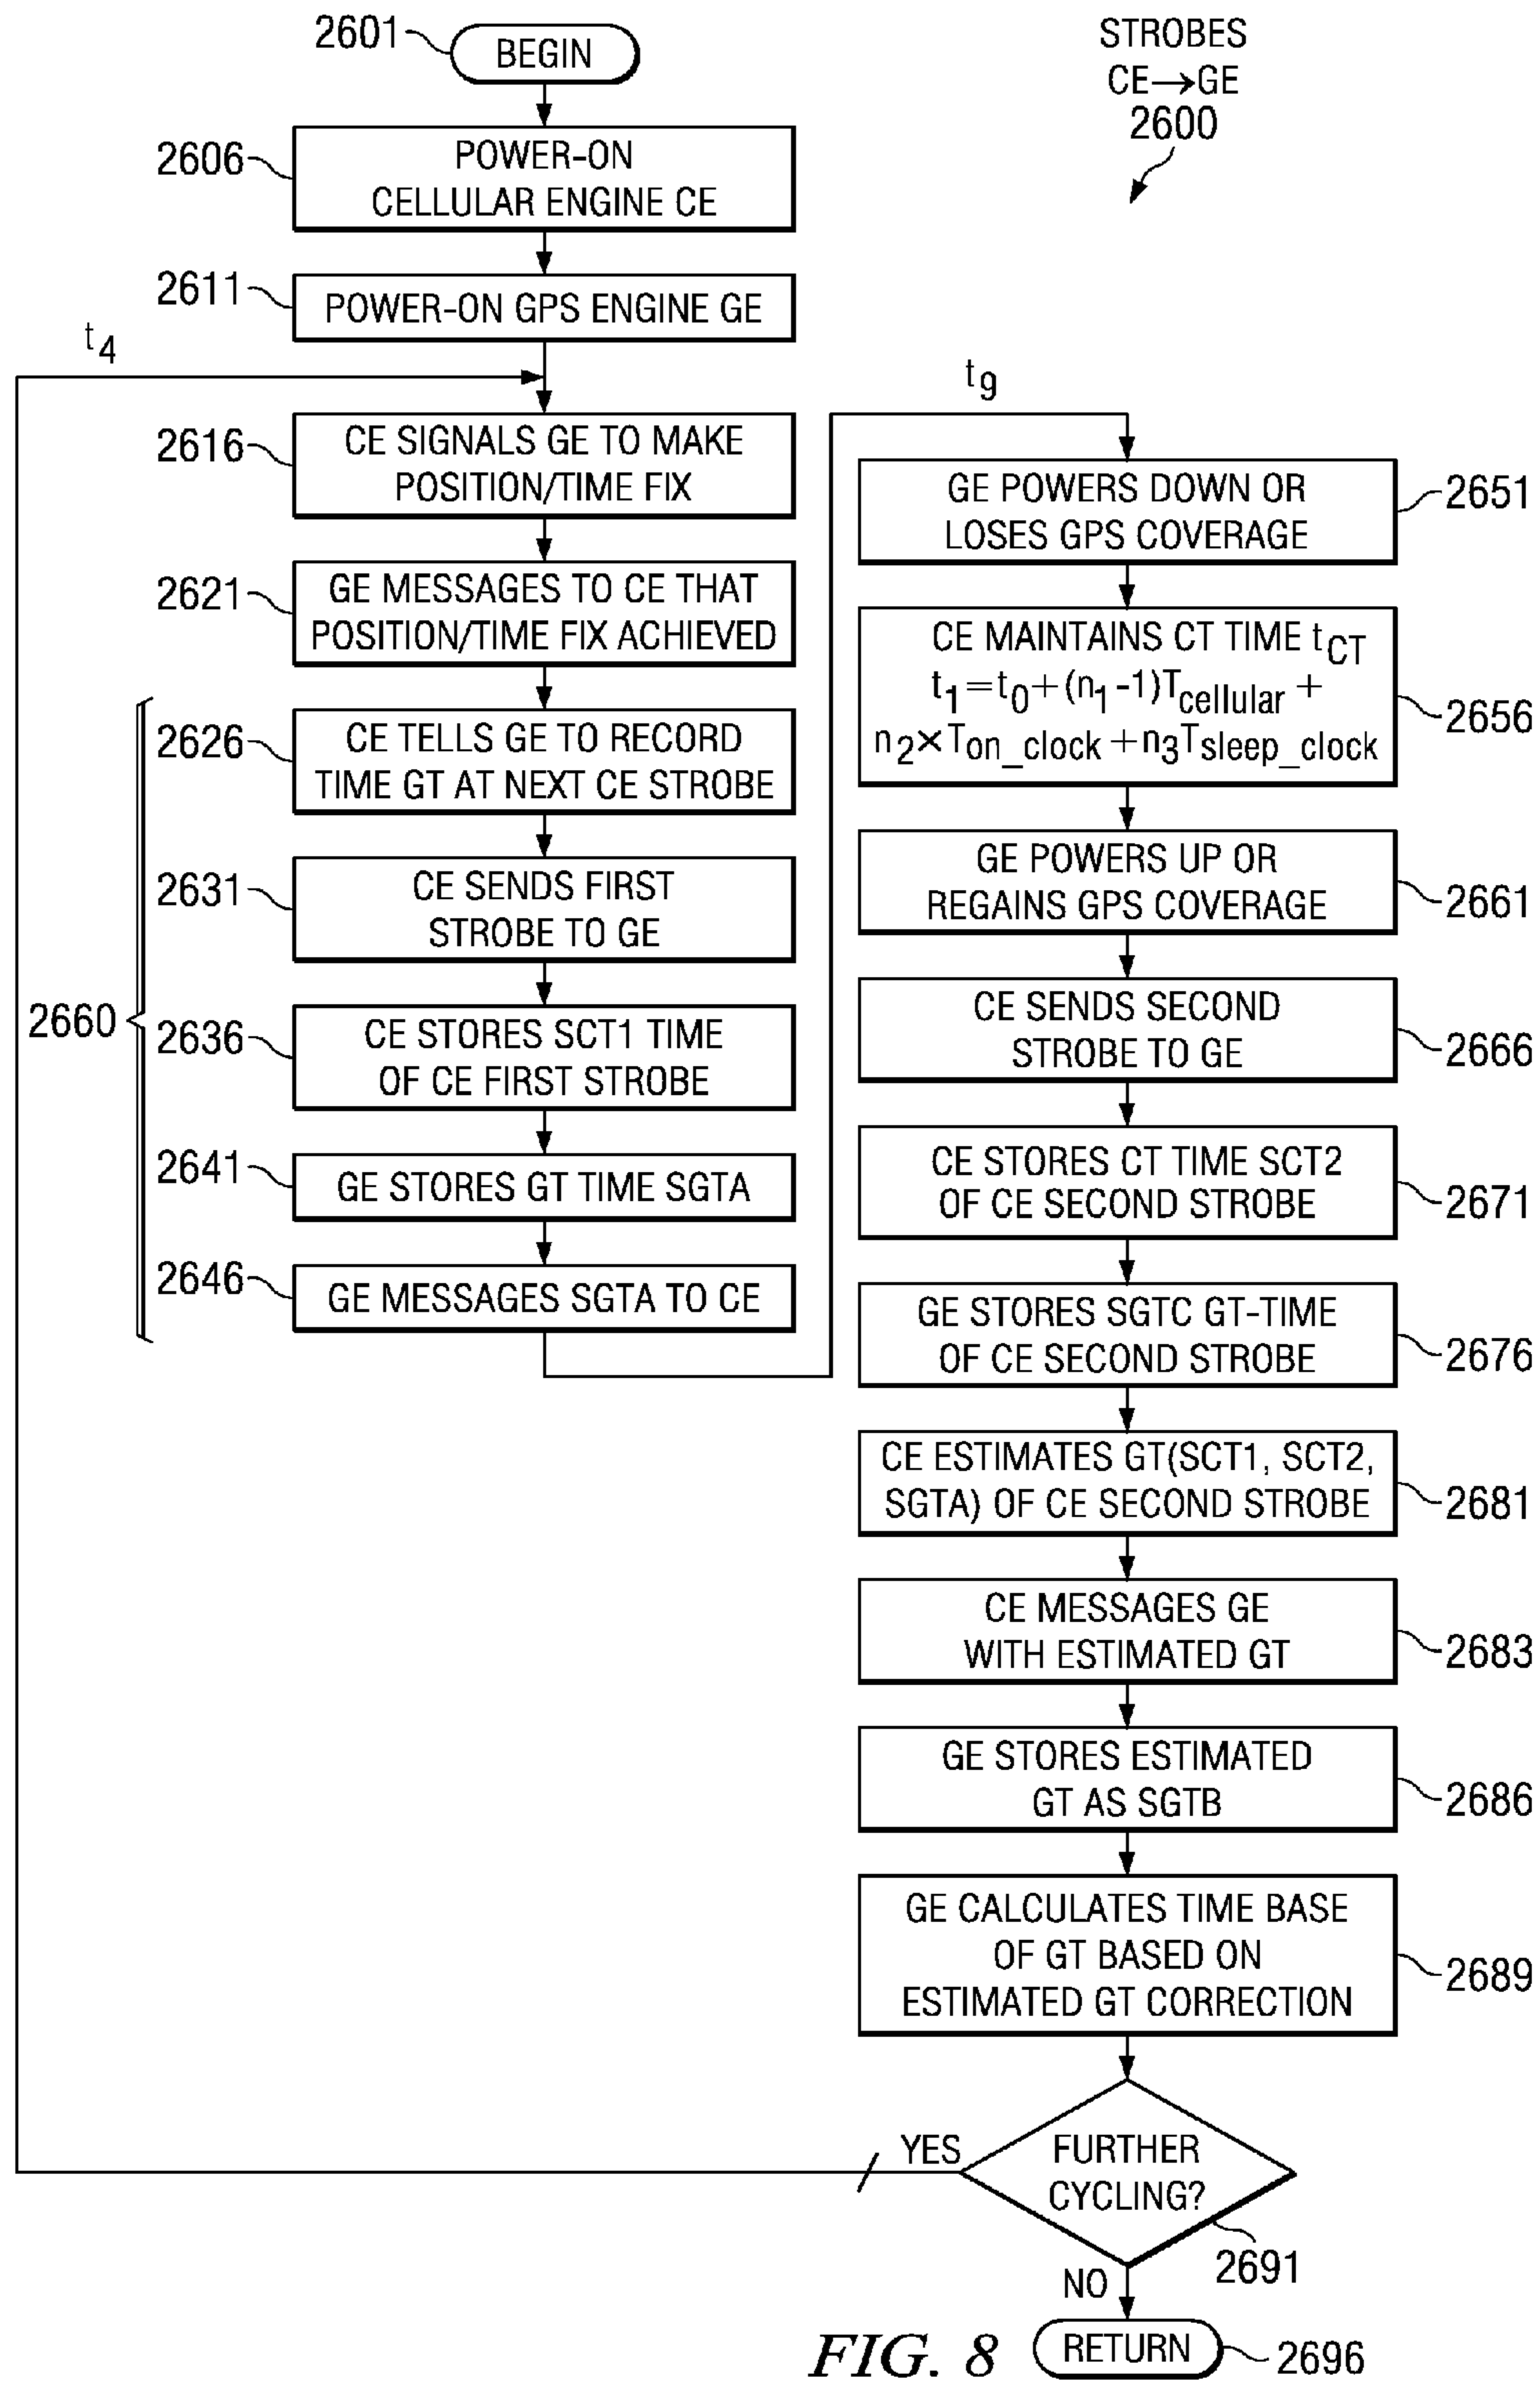 2601
BEGIN
STROBES
CE→GE
2600
2606
POWER-ON
CELLULAR ENGINE CE
2611
POWER-ON GPS ENGINE GE
t4
2616
CE SIGNALS GE TO MAKE
POSITION/TIME FIX
2621
GE MESSAGES TO CE THAT
POSITION/TIME FIX ACHIEVED
2660
2626
CE TELLS GE TO RECORD
TIME GT AT NEXT CE STROBE
2631
CE SENDS FIRST
STROBE TO GE
2636
CE STORES SCT1 TIME
OF CE FIRST STROBE
2641
GE STORES GT TIME SGTA
2646
GE MESSAGES SGTA TO CE
t9
GE POWERS DOWN OR
LOSES GPS COVERAGE
2651
CE MAINTAINS CT TIME tCT
t1=t0+(n1-1)Tcellular+
n2×Ton_clock+n3Tsleep_clock
2656
GE POWERS UP OR
REGAINS GPS COVERAGE
2661
CE SENDS SECOND
STROBE TO GE
2666
CE STORES CT TIME SCT2
OF CE SECOND STROBE
2671
GE STORES SGTC GT-TIME
OF CE SECOND STROBE
2676
CE ESTIMATES GT(SCT1, SCT2,
SGTA) OF CE SECOND STROBE
2681
CE MESSAGES GE
WITH ESTIMATED GT
2683
GE STORES ESTIMATED
GT AS SGTB
2686
GE CALCULATES TIME BASE
OF GT BASED ON
ESTIMATED GT CORRECTION
2689
YES
FURTHER
CYCLING?
2691
NO
RETURN
2696
FIG. 8